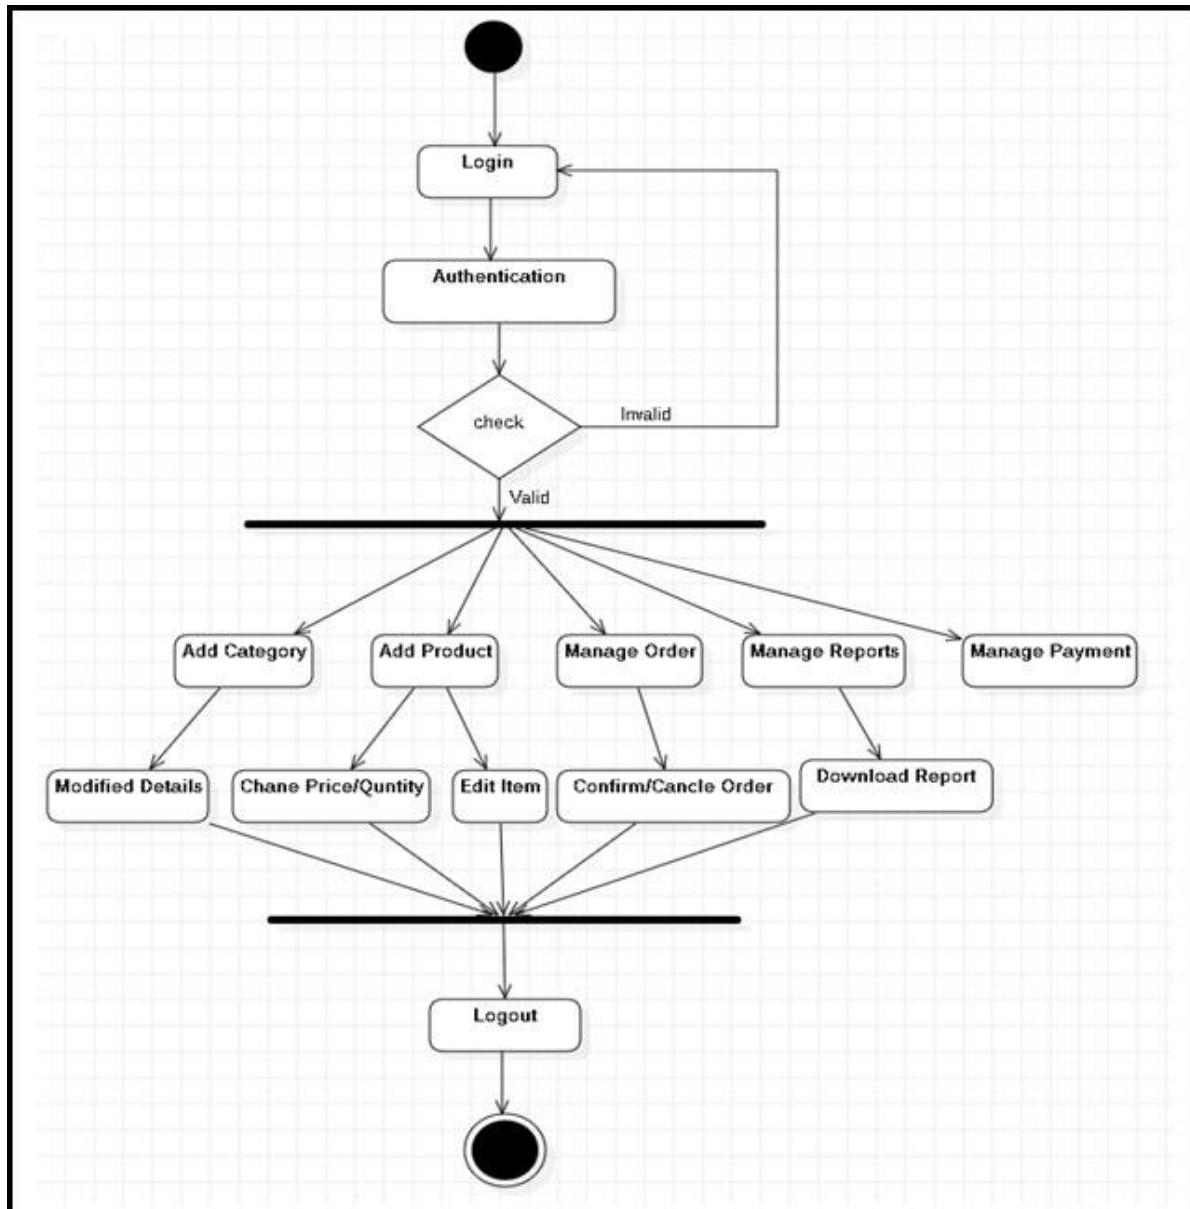 Login
Authentication
check
Invalid
Valid
Add Category
Add Product
Manage Order
Manage Reports
Manage Payment
Modified Details
Chane Price/Quntity
Edit Item
Confirm/Cancle Order
Download Report
Logout